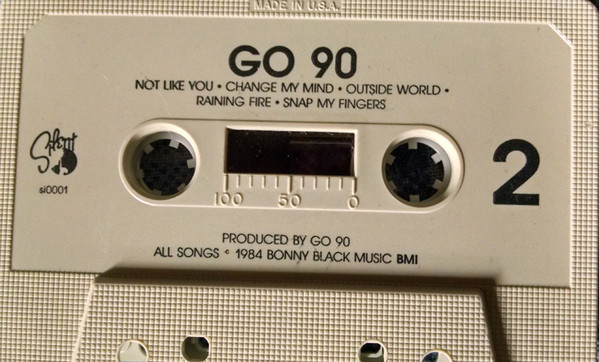 MADE IN U.S.A.
GO 90
NOT LIKE YOU • CHANGE MY MIND • OUTSIDE WORLD •
RAINING FIRE • SNAP MY FINGERS
Silent
si0001
100 50 0
2
PRODUCED BY GO 90
ALL SONGS © 1984 BONNY BLACK MUSIC BMI